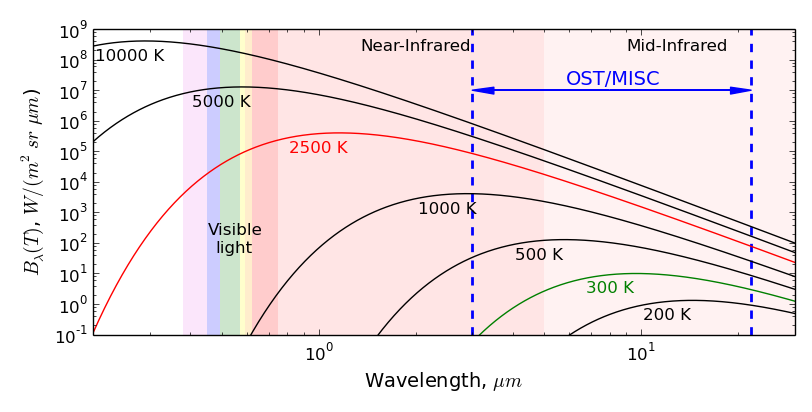 10⁹
10⁸
10⁷
10⁶
10⁵
10⁴
10³
10²
10¹
10⁰
10⁻¹
B_λ(T), W/(m² sr μm)
Near-Infrared
Mid-Infrared
OST/MISC
10000 K
5000 K
2500 K
1000 K
Visible
light
500 K
300 K
200 K
10⁰
10¹
Wavelength, μm